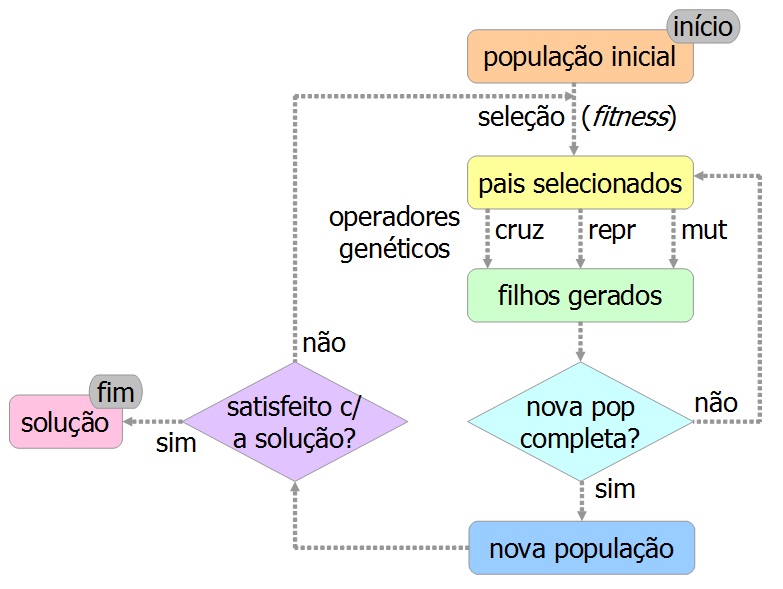 início
população inicial
seleção (fitness)
pais selecionados
operadores
genéticos
cruz
repr
mut
filhos gerados
não
satisfeito c/
a solução?
fim
solução
sim
nova pop
completa?
não
sim
nova população